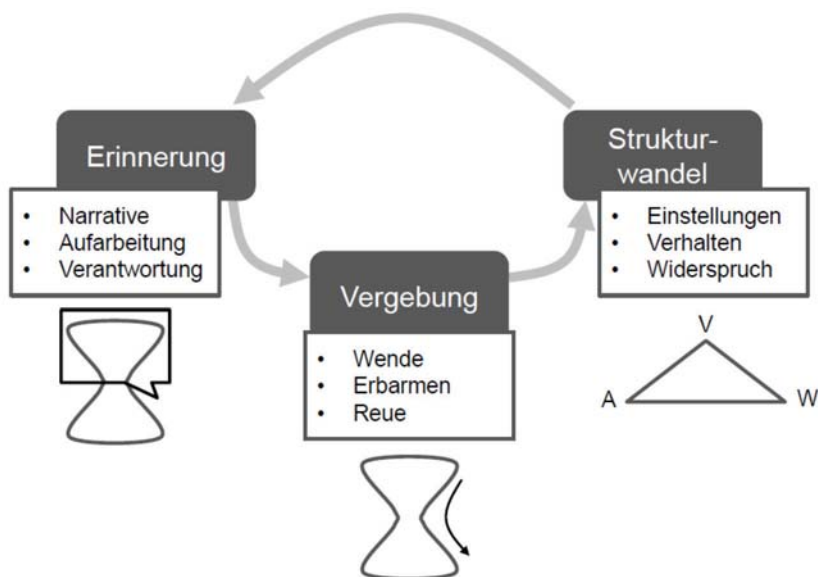 Erinnerung
• Narrative
• Aufarbeitung
• Verantwortung
Vergebung
• Wende
• Erbarmen
• Reue
Struktur-
wandel
• Einstellungen
• Verhalten
• Widerspruch
V
A
W